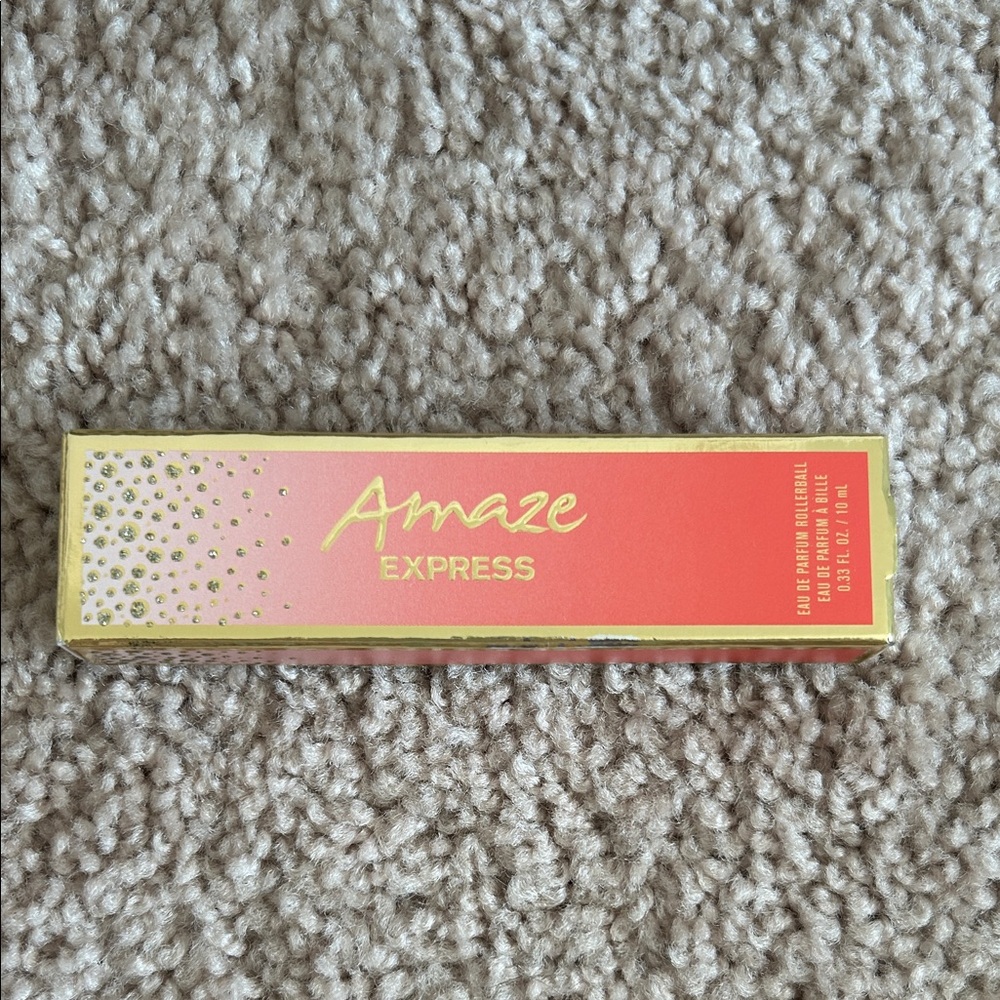 Amaze
EXPRESS
EAU DE PARFUM ROLLERBALL
EAU DE PARFUM À BILLE
0.33 FL. OZ. / 10 mL